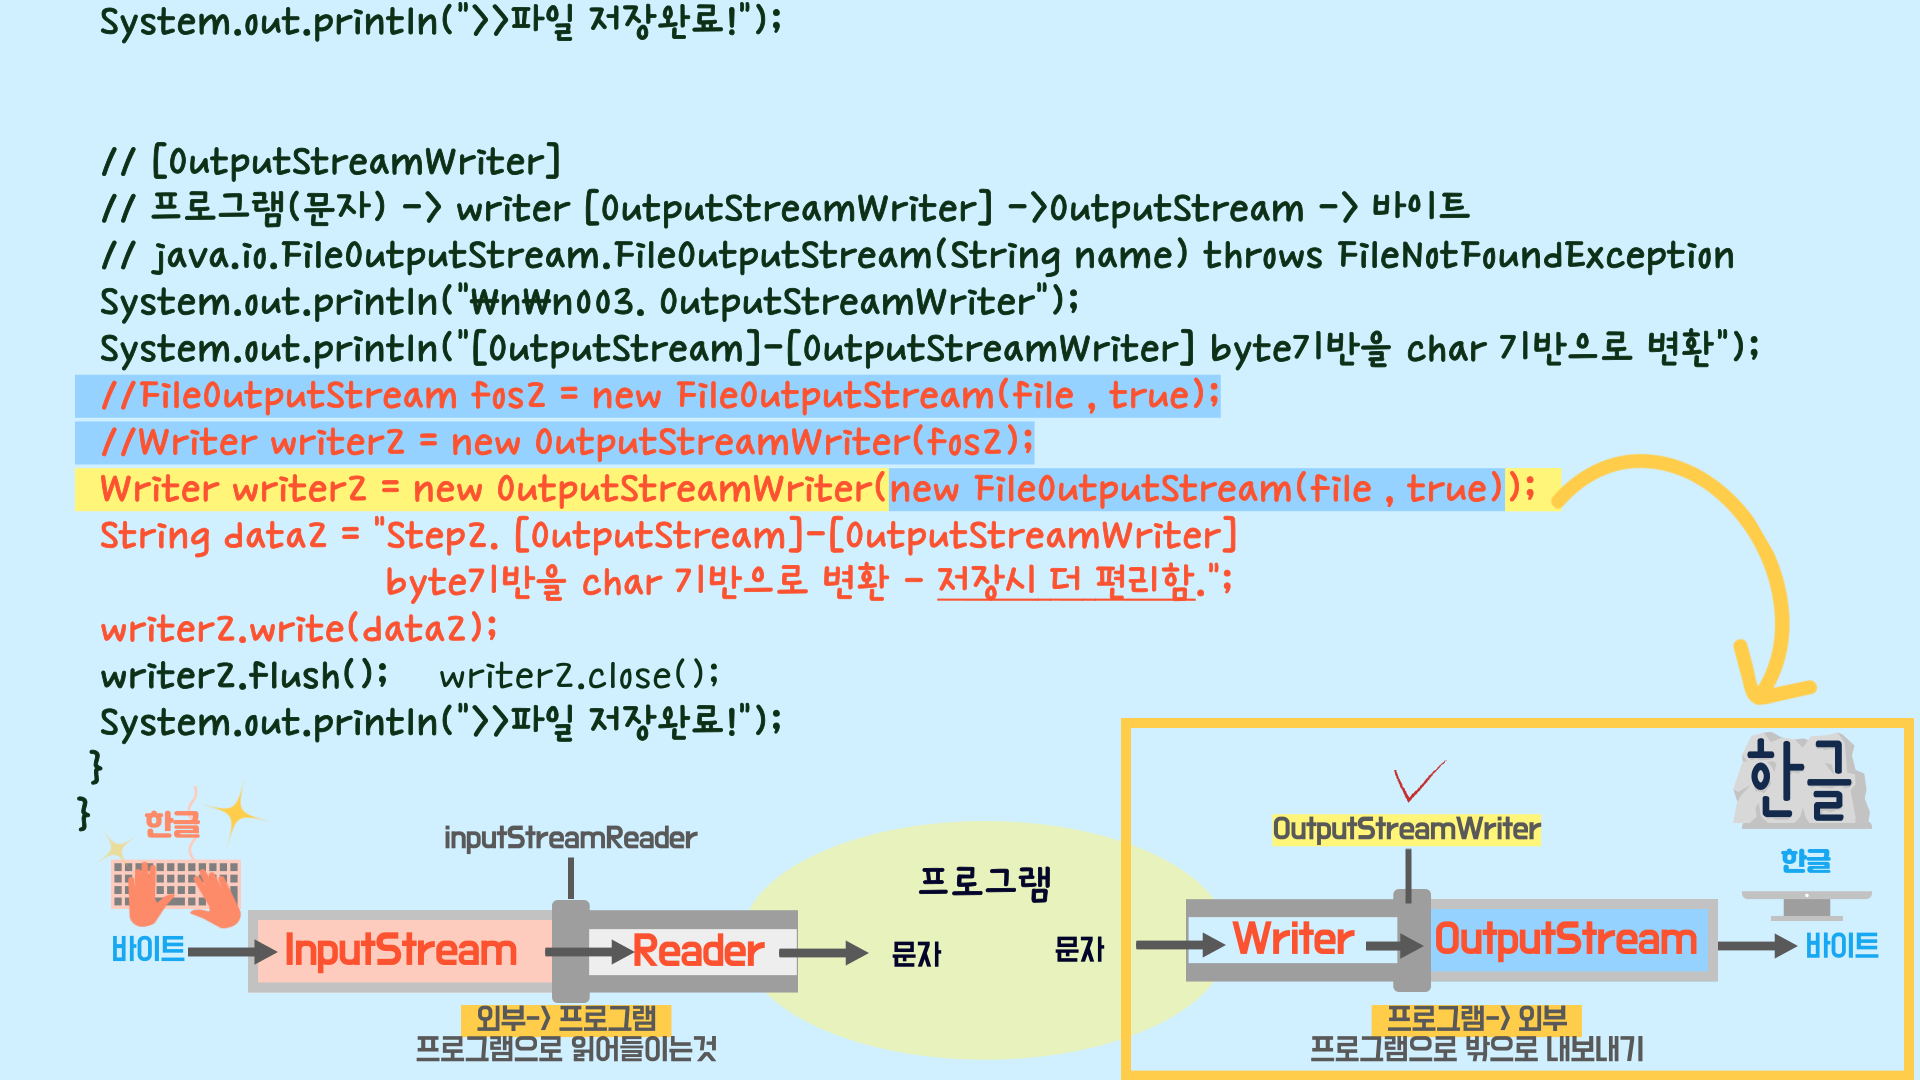 System.out.println(">>파일 저장완료!");
// [OutputStreamWriter]
// 프로그램(문자) -> writer [OutputStreamWriter] ->OutputStream -> 바이트
// java.io.FileOutputStream.FileOutputStream(String name) throws FileNotFoundException
System.out.println("₩n₩n003. OutputStreamWriter");
System.out.println("[OutputStream]-[OutputStreamWriter] byte기반을 char 기반으로 변환");
//FileOutputStream fos2 = new FileOutputStream(file , true);
//Writer writer2 = new OutputStreamWriter(fos2);
Writer writer2 = new OutputStreamWriter(new FileOutputStream(file , true));
String data2 = "Step2. [OutputStream]-[OutputStreamWriter]
byte기반을 char 기반으로 변환 - 저장시 더 편리함.";
writer2.write(data2);
writer2.flush(); writer2.close();
System.out.println(">>파일 저장완료!");
}
}
한글
바이트
inputStreamReader
InputStream
Reader
문자
외부-> 프로그램
프로그램으로 읽어들이는것
프로그램
문자
OutputStreamWriter
Writer
OutputStream
한글
한글
바이트
프로그램-> 외부
프로그램으로 밖으로 내보내기